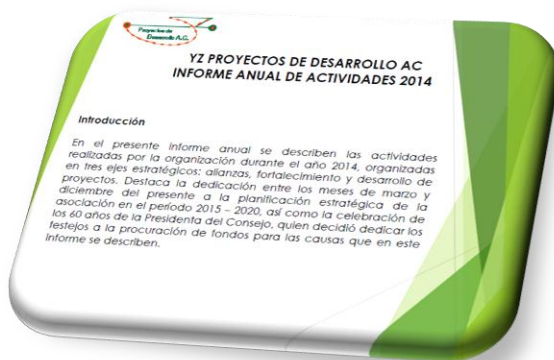 Proyectos de
Desarrollo A.C.
YZ PROYECTOS DE DESARROLLO AC
INFORME ANUAL DE ACTIVIDADES 2014
Introducción
En el presente informe anual se describen las actividades
realizadas por la organización durante el año 2014, organizadas
en tres ejes estratégicos: alianzas, fortalecimiento y desarrollo de
proyectos. Destaca la dedicación entre los meses de marzo y
diciembre del presente a la planificación estratégica de la
asociación en el período 2015 – 2020, así como la celebración de
los 60 años de la Presidenta del Consejo, quien decidió dedicar los
festejos a la procuración de fondos para las causas que en este
informe se describen.